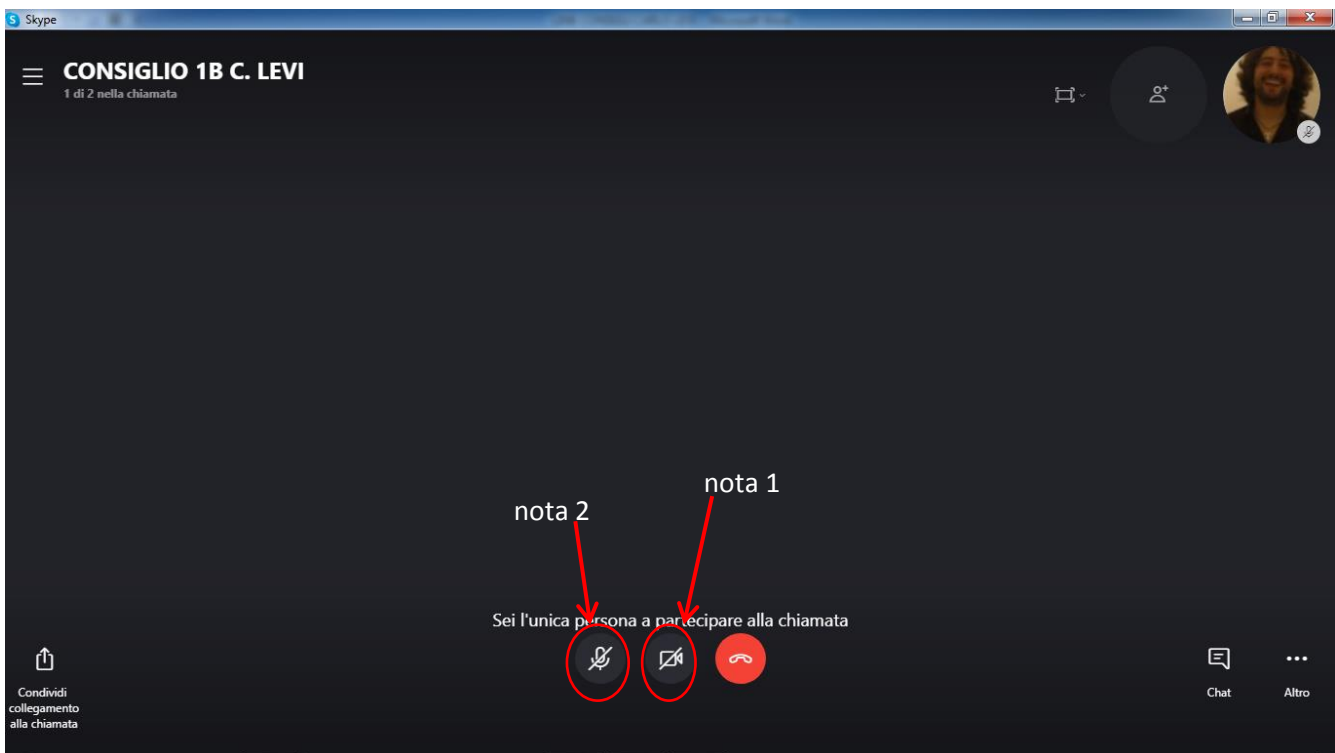 Skype
CONSIGLIO 1B C. LEVI
1 di 2 nella chiamata
nota 1
nota 2
Sei l'unica persona a partecipare alla chiamata
Condividi
collegamento
alla chiamata
Chat
Altro